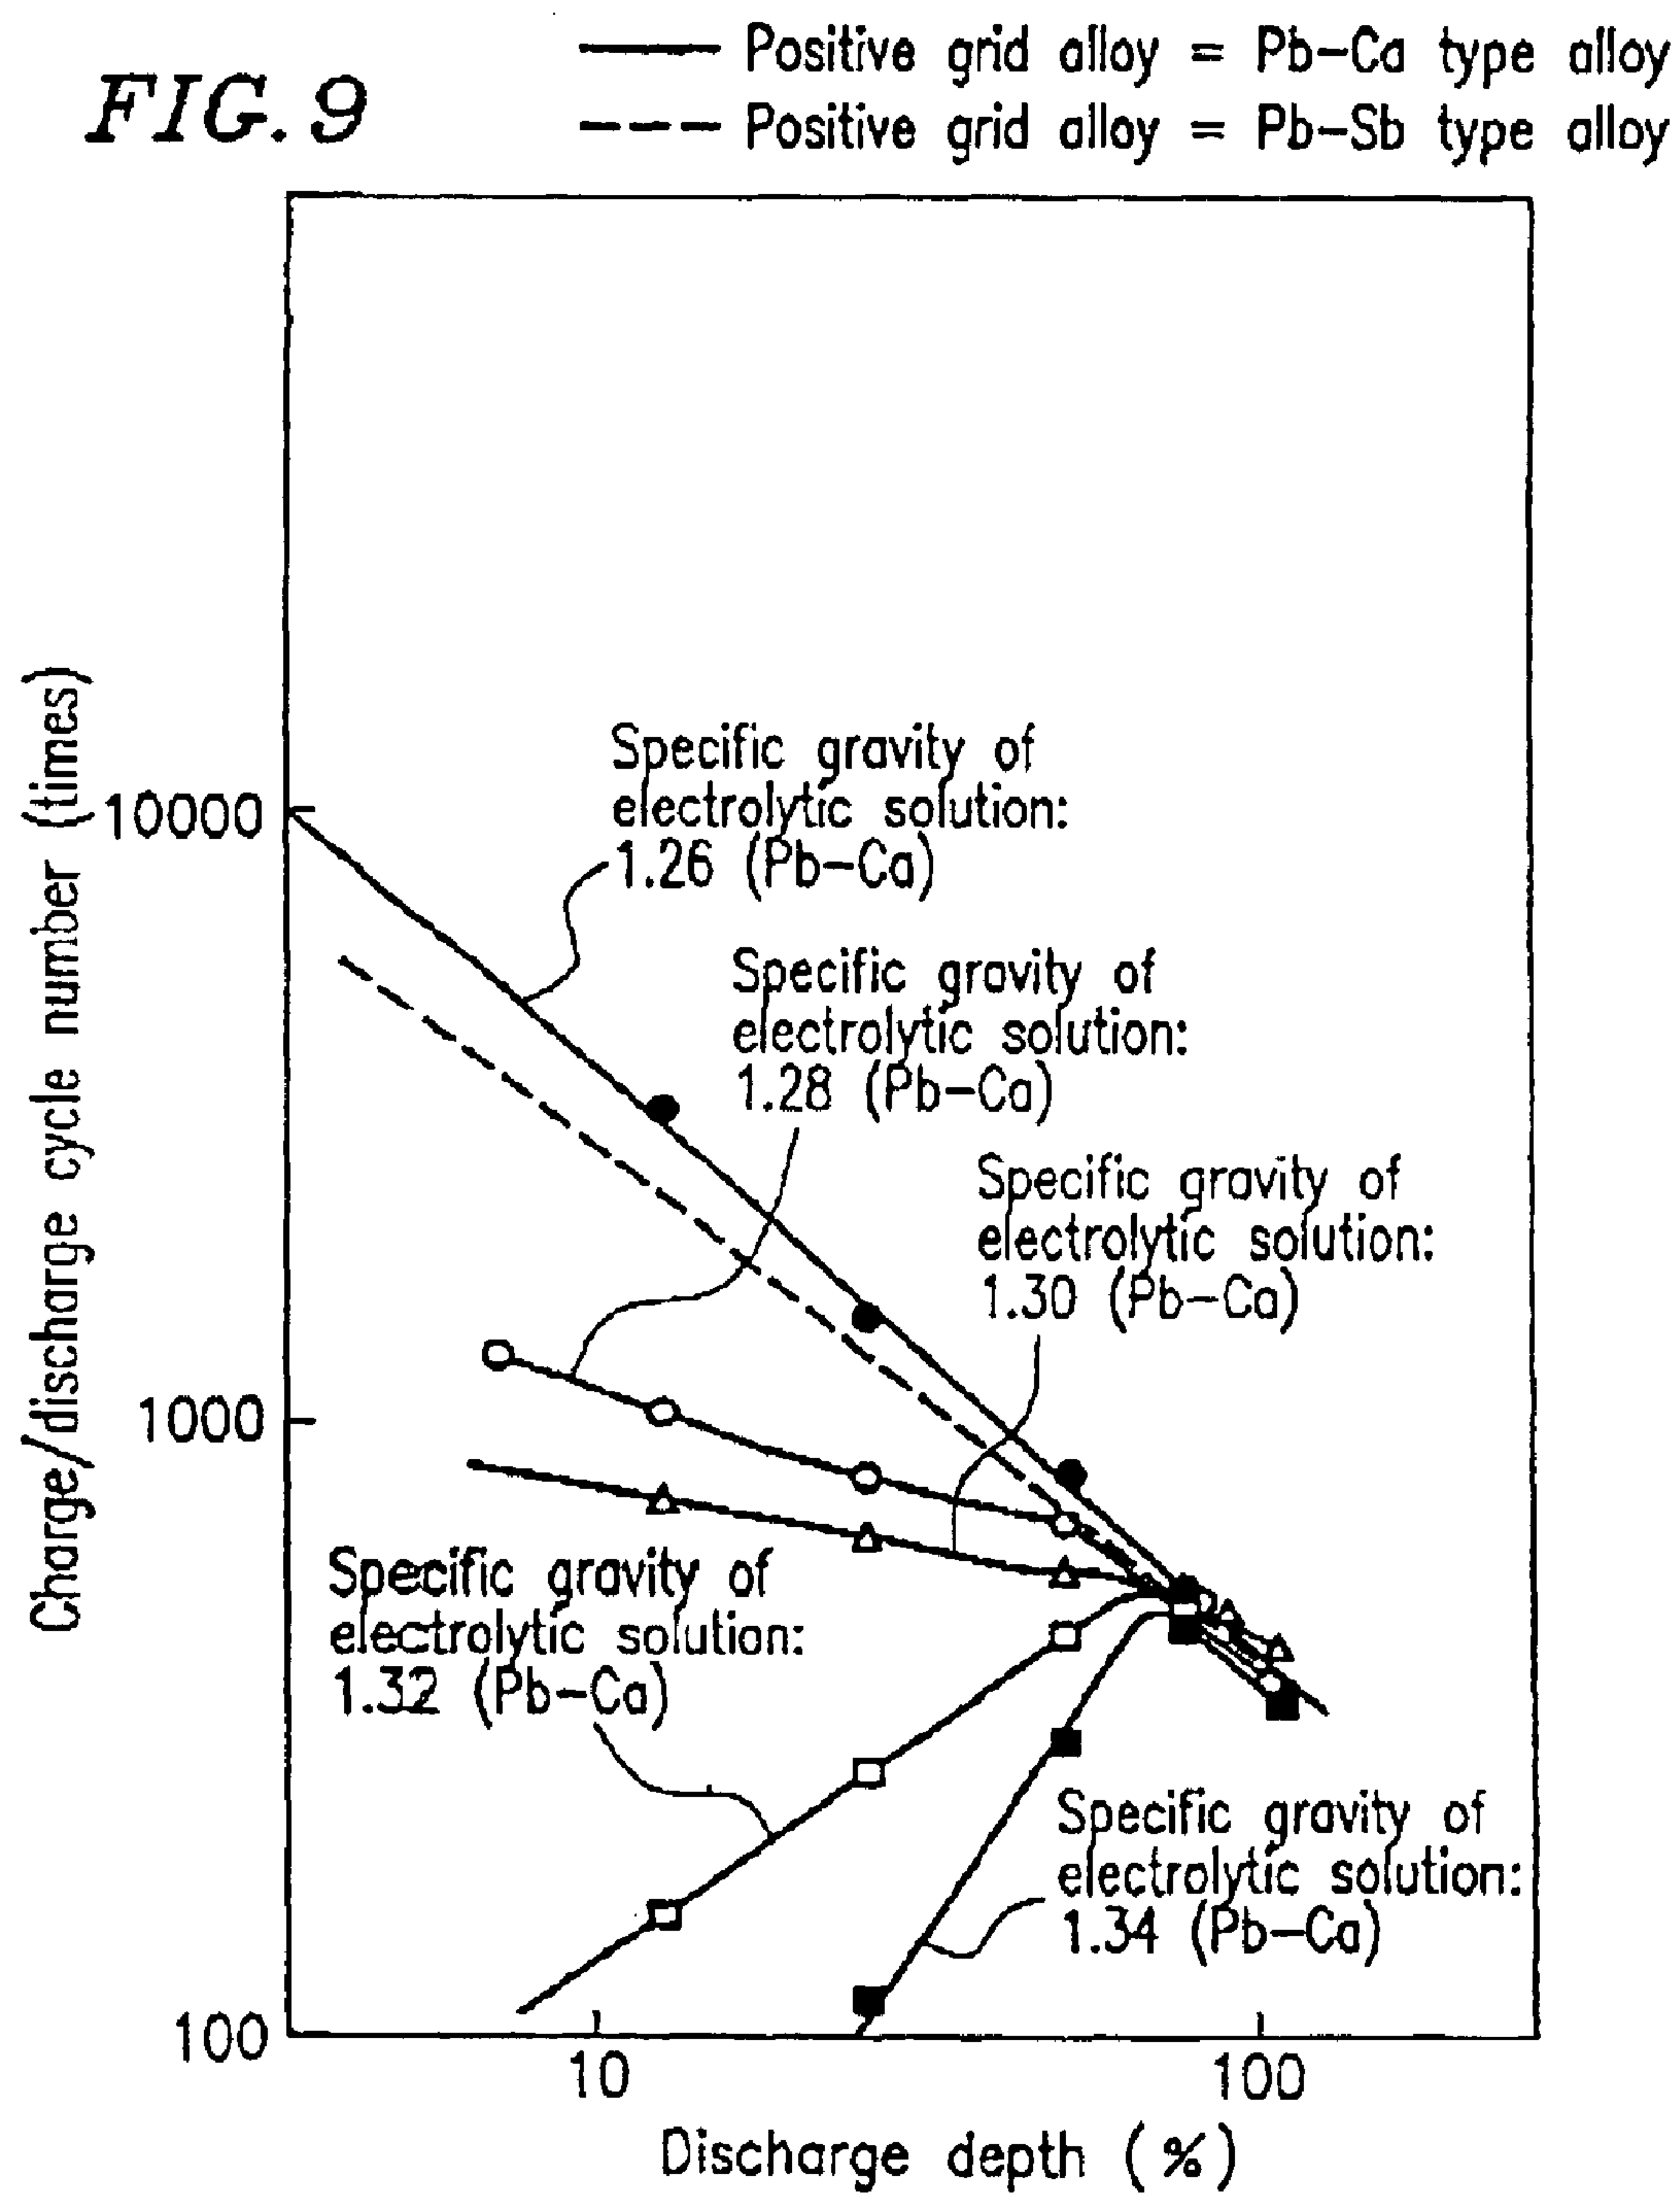 FIG. 9
Positive grid alloy = Pb-Ca type alloy
Positive grid alloy = Pb-Sb type alloy
Charge/discharge cycle number (times)
10000
1000
100
Specific gravity of
electrolytic solution:
1.26 (Pb-Ca)
Specific gravity of
electrolytic solution:
1.28 (Pb-Ca)
Specific gravity of
electrolytic solution:
1.30 (Pb-Ca)
Specific gravity of
electrolytic solution:
1.32 (Pb-Ca)
Specific gravity of
electrolytic solution:
1.34 (Pb-Ca)
10
100
Discharge depth (%)